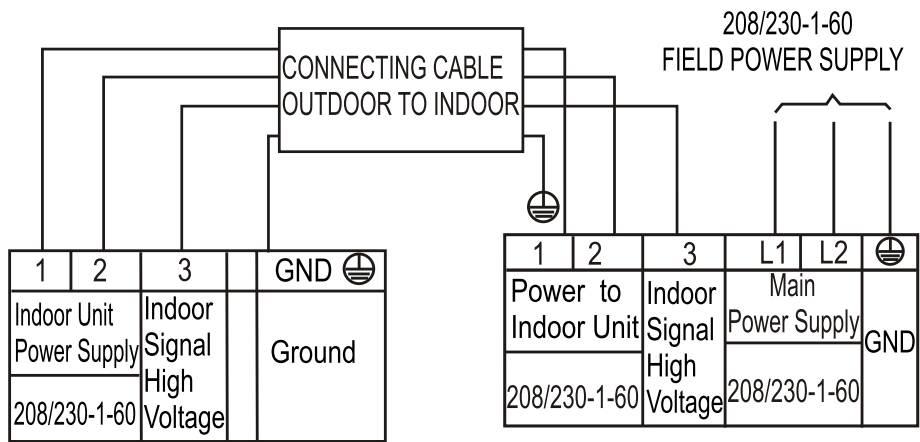 208/230-1-60
FIELD POWER SUPPLY
CONNECTING CABLE
OUTDOOR TO INDOOR
1 2 3 GND
Indoor Unit
Power Supply
208/230-1-60
Indoor
Signal
High
Voltage
Ground
1 2 3 L1 L2
Power to
Indoor Unit
208/230-1-60
Indoor
Signal
High
Voltage
Main
Power Supply
208/230-1-60
GND